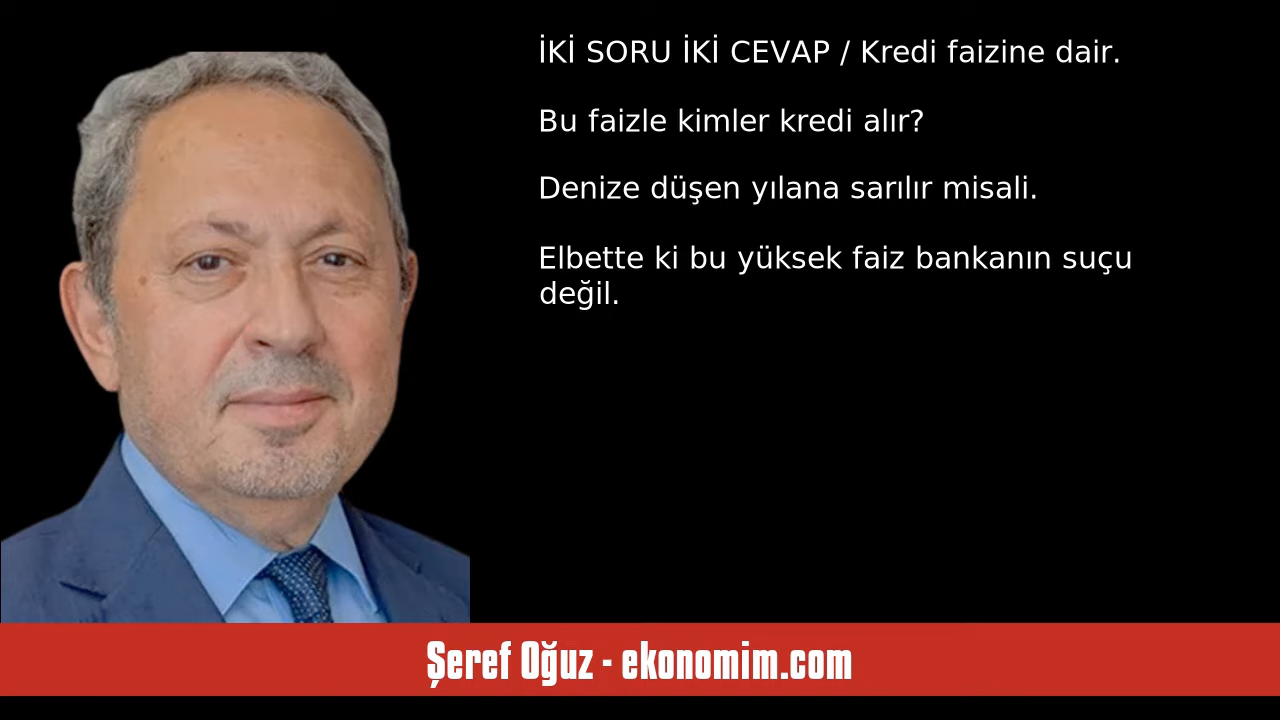 İKİ SORU İKİ CEVAP / Kredi faizine dair.
Bu faizle kimler kredi alır?
Denize düşen yılana sarılır misali.
Elbette ki bu yüksek faiz bankanın suçu
değil.
Şeref Oğuz - ekonomim.com